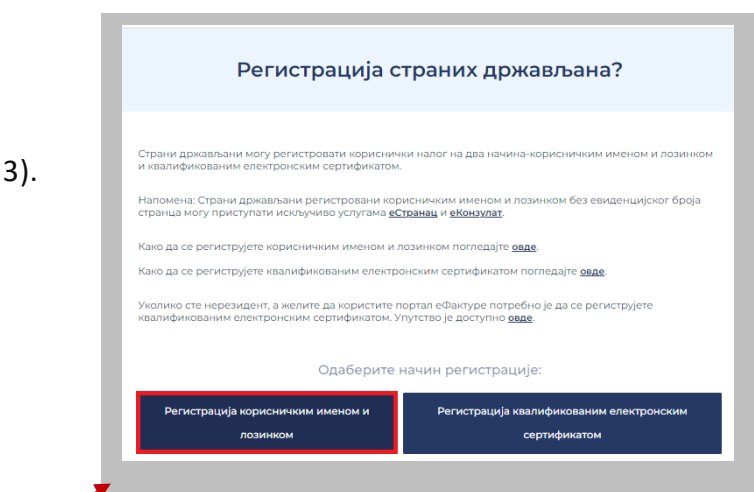 Регистрација страних држављана?
3).
Страни држављани могу регистровати кориснички налог на два начина-корисничким именом и лозинком
и квалификованим електронским сертификатом.
Напомена: Страни држављани регистровани корисничким именом и лозинком без евиденцијског броја
странца могу приступати искључиво услугама еСтранац и еКонзулат.
Како да се региструјете корисничким именом и лозинком погледајте овде.
Како да се региструјете квалификованим електронским сертификатом погледајте овде.
Уколико сте нерезидент, а желите да користите портал еФактуре потребно је да се региструјете
квалификованим електронским сертификатом. Упутство је доступно овде.
Одаберите начин регистрације:
Регистрација корисничким именом и
лозинком
Регистрација квалификованим електронским
сертификатом